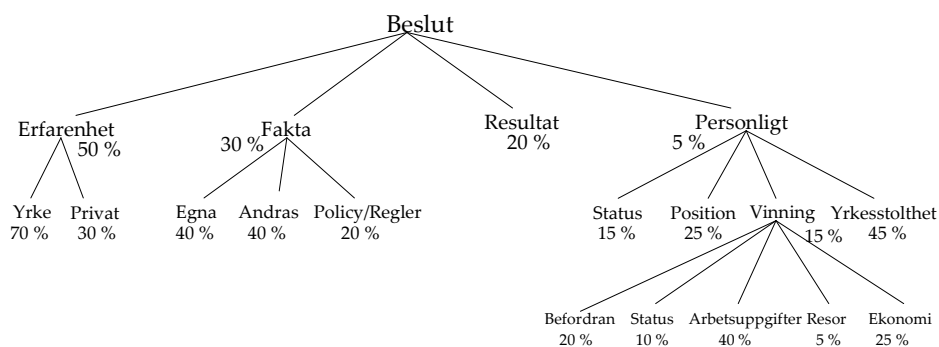 Beslut
Erfarenhet Fakta Resultat Personligt
50 % 30 % 20 % 5 %
Yrke Privat Egna Andras Policy/Regler Status Position Vinning Yrkesstolthet
70 % 30 % 40 % 40 % 20 % 15 % 25 % 15 % 45 %
Befordran Status Arbetsuppgifter Resor Ekonomi
20 % 10 % 40 % 5 % 25 %